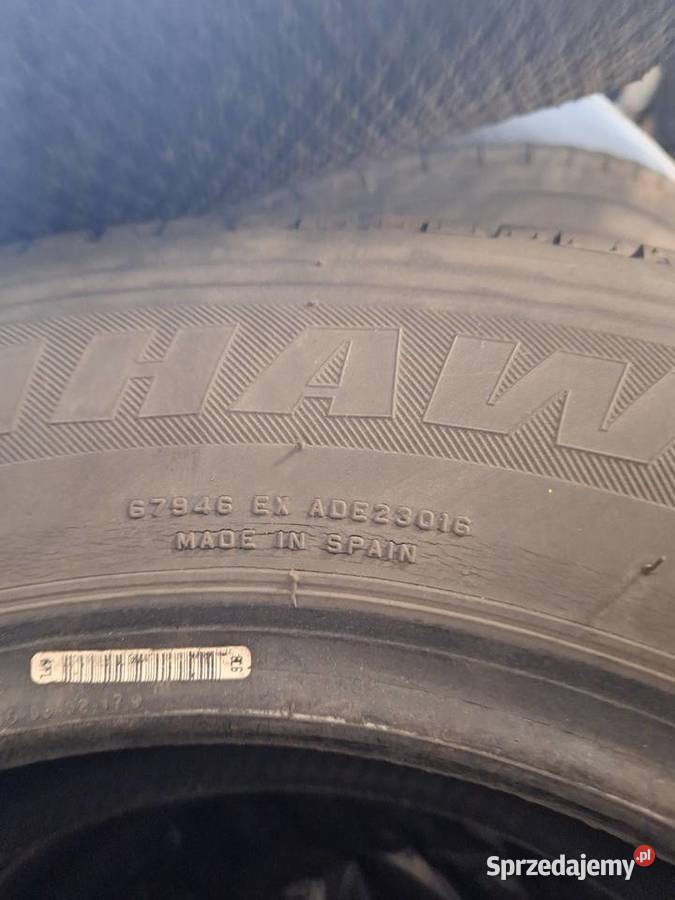 HAW
67946 EX ADE23016
MADE IN SPAIN
Sprzedajemy.pl